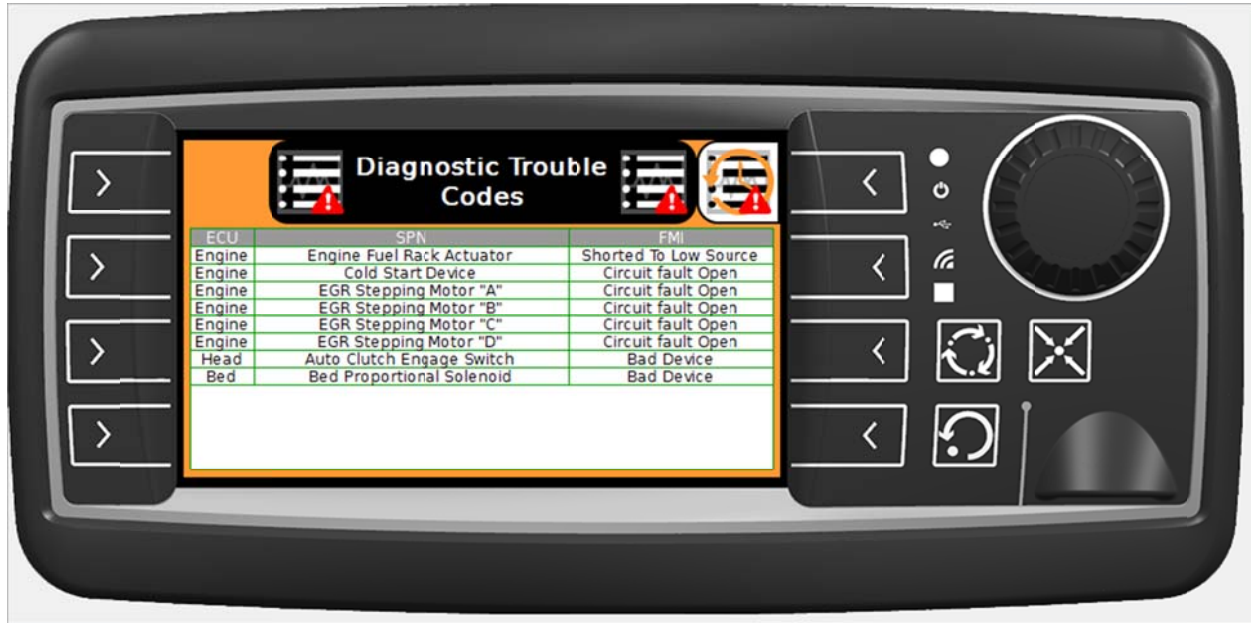 Diagnostic Trouble
Codes
ECU SPN FMI
Engine Engine Fuel Rack Actuator Shorted To Low Source
Engine Cold Start Device Circuit fault Open
Engine EGR Stepping Motor "A" Circuit fault Open
Engine EGR Stepping Motor "B" Circuit fault Open
Engine EGR Stepping Motor "C" Circuit fault Open
Engine EGR Stepping Motor "D" Circuit fault Open
Head Auto Clutch Engage Switch Bad Device
Bed Bed Proportional Solenoid Bad Device